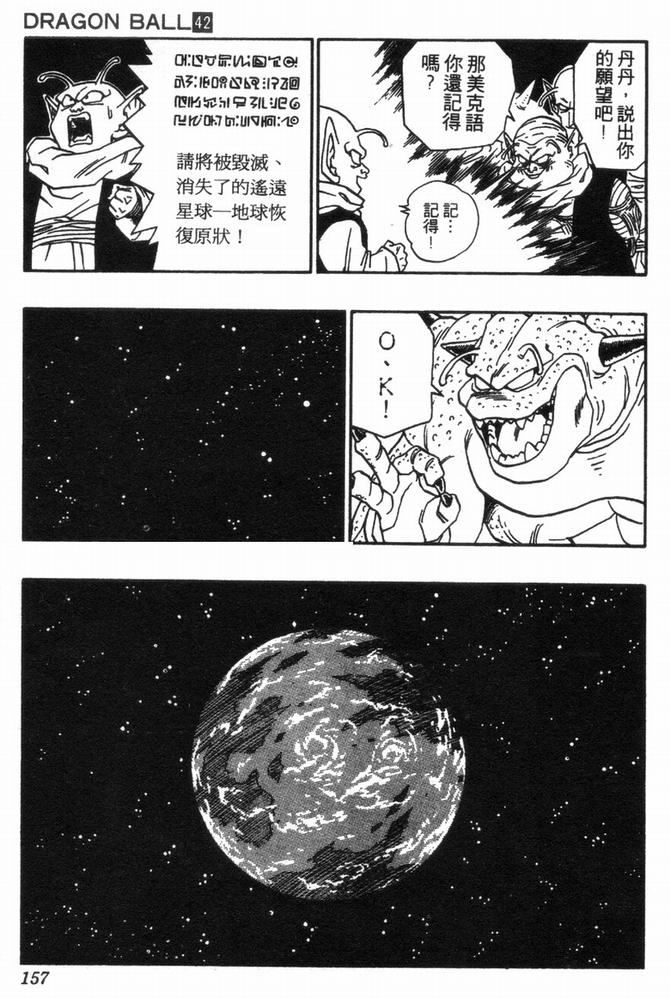 DRAGON BALL 42
丹丹，說出你
的願望吧！
那美克語
你還記得
嗎？
記…
記得！
請將被毀滅、
消失了的遙遠
星球—地球恢
復原狀！
O、K！
157